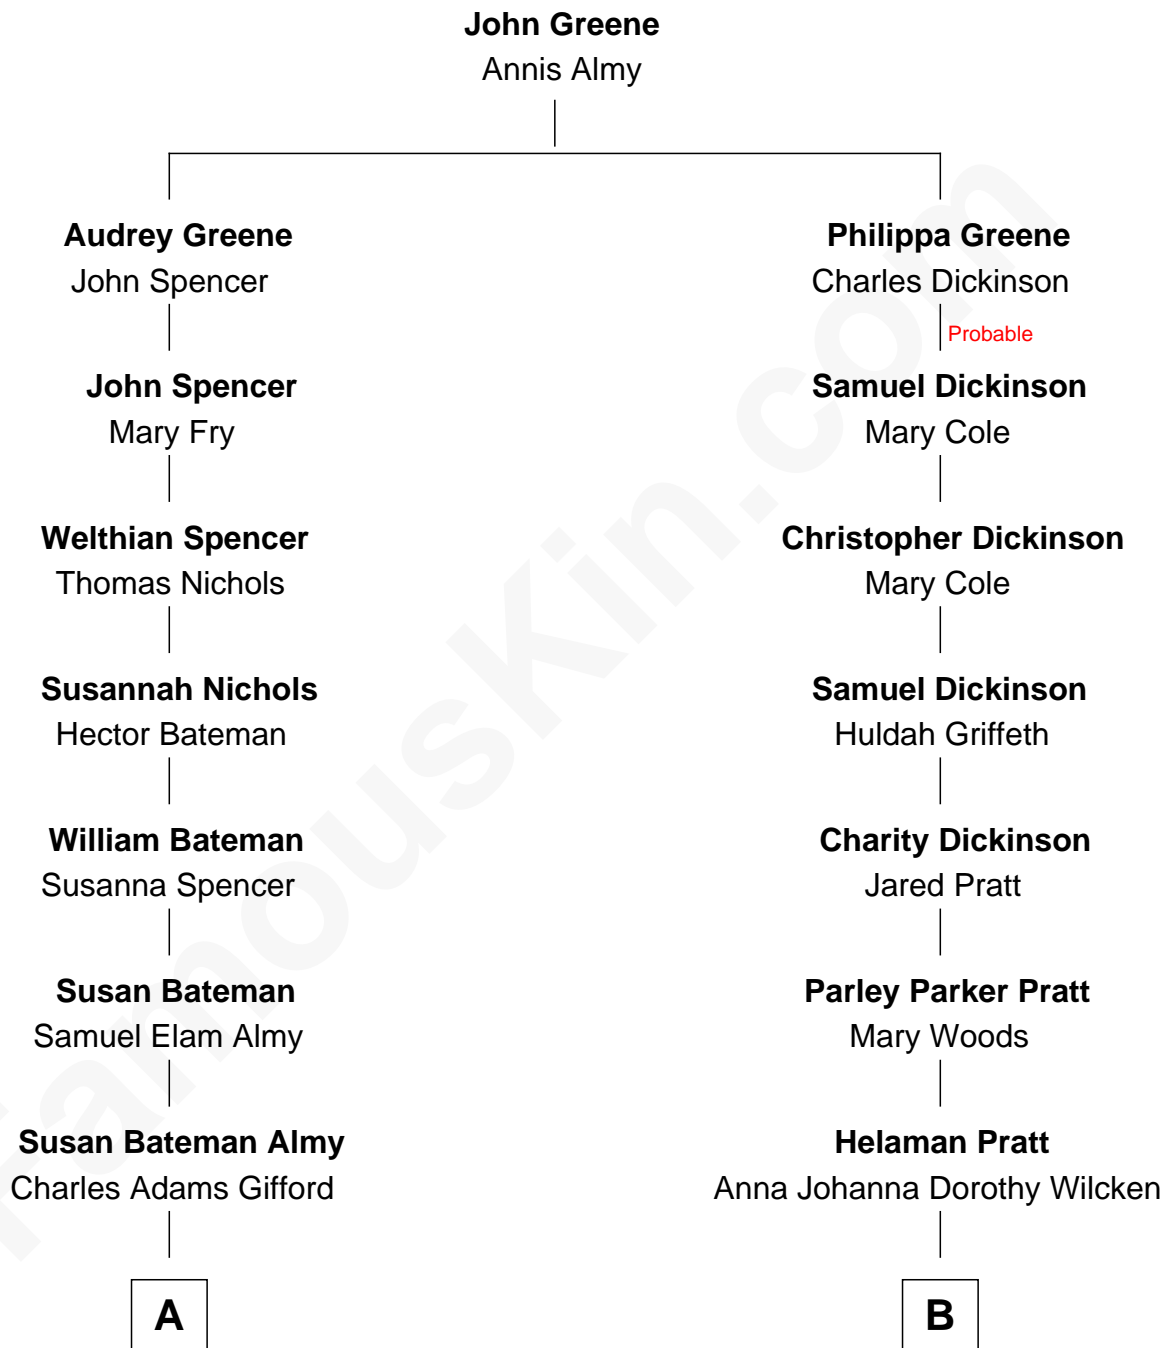 John Greene
Annis Almy
Audrey Greene
John Spencer
Philippa Greene
Charles Dickinson
Probable
John Spencer
Mary Fry
Samuel Dickinson
Mary Cole
Welthian Spencer
Thomas Nichols
Christopher Dickinson
Mary Cole
Susannah Nichols
Hector Bateman
Samuel Dickinson
Huldah Griffeth
William Bateman
Susanna Spencer
Charity Dickinson
Jared Pratt
Susan Bateman
Samuel Elam Almy
Parley Parker Pratt
Mary Woods
Susan Bateman Almy
Charles Adams Gifford
Helaman Pratt
Anna Johanna Dorothy Wilcken
A
B
FamousKin.com